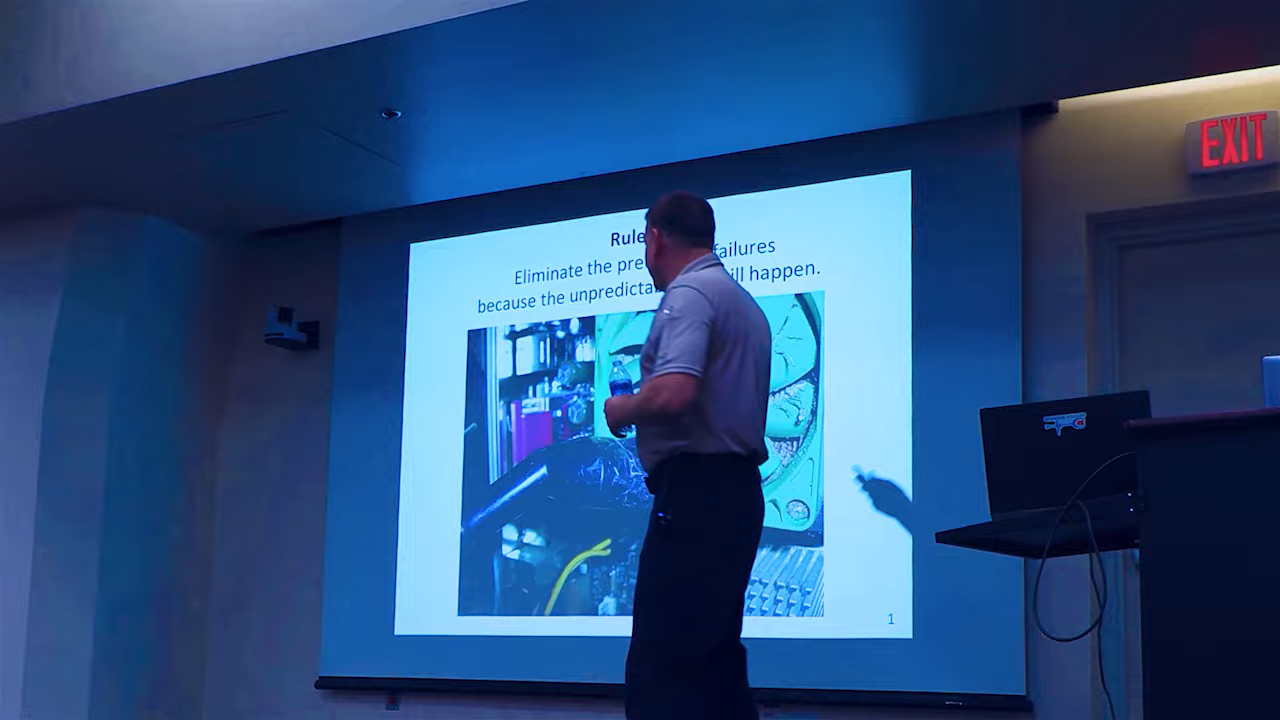 Rule
Eliminate the pre failures
because the unpredicta ill happen.
1
EXIT